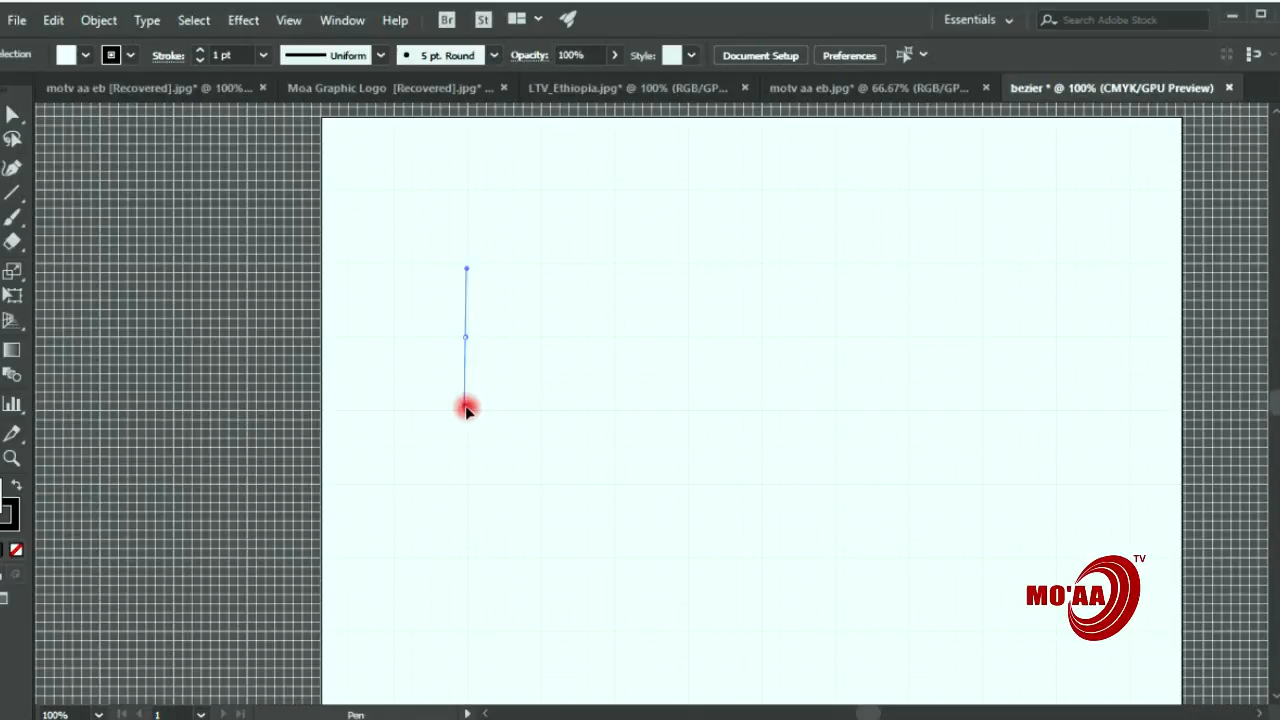 File Edit Object Type Select Effect View Window Help Br St Essentials Search Adobe Stock
election Stroke: 1 pt Uniform 5 pt. Round Opacity: 100% Style: Document Setup Preferences
motv aa eb [Recovered].jpg* @ 100%... Moa Graphic Logo [Recovered].jpg* ... LTV_Ethiopia.jpg* @ 100% (RGB/GP... motv aa eb.jpg* @ 66.67% (RGB/GP... bezier * @ 100% (CMYK/GPU Preview)
TV
MO'AA
100% 1 Pen